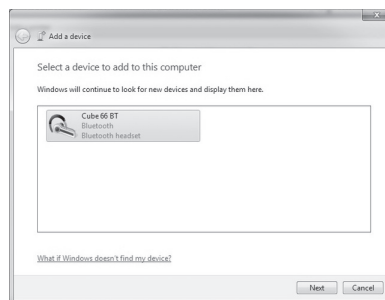 Add a device
Select a device to add to this computer
Windows will continue to look for new devices and display them here.
Cube 66 BT
Bluetooth
Bluetooth headset
What if Windows doesn't find my device?
Next Cancel